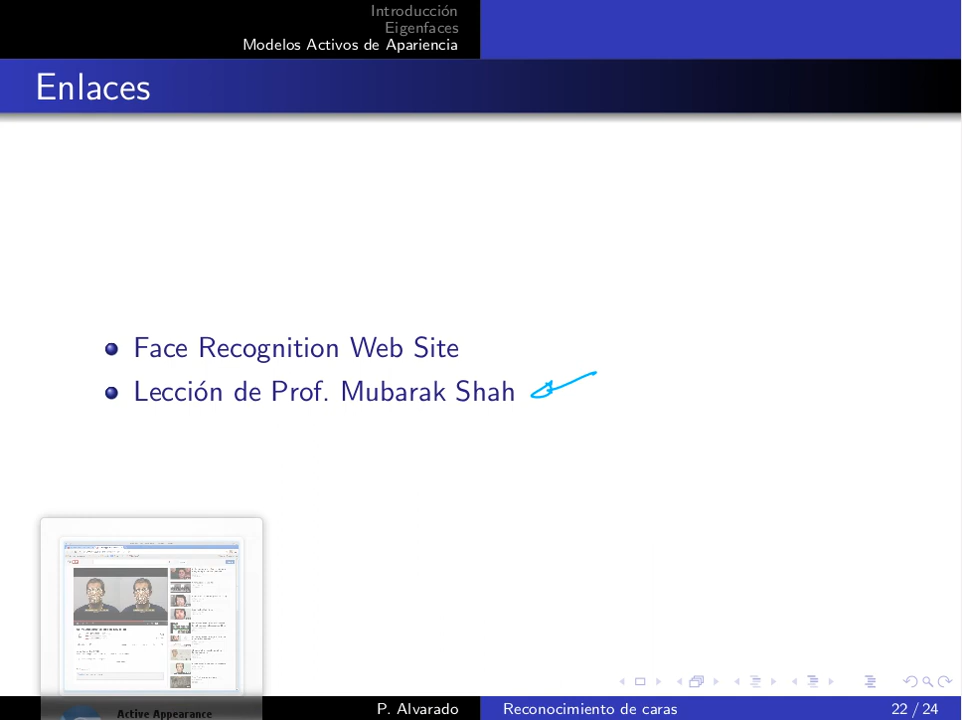 Introducción
Eigenfaces
Modelos Activos de Apariencia
Enlaces
Face Recognition Web Site
Lección de Prof. Mubarak Shah
Active Appearance
P. Alvarado
Reconocimiento de caras
22 / 24